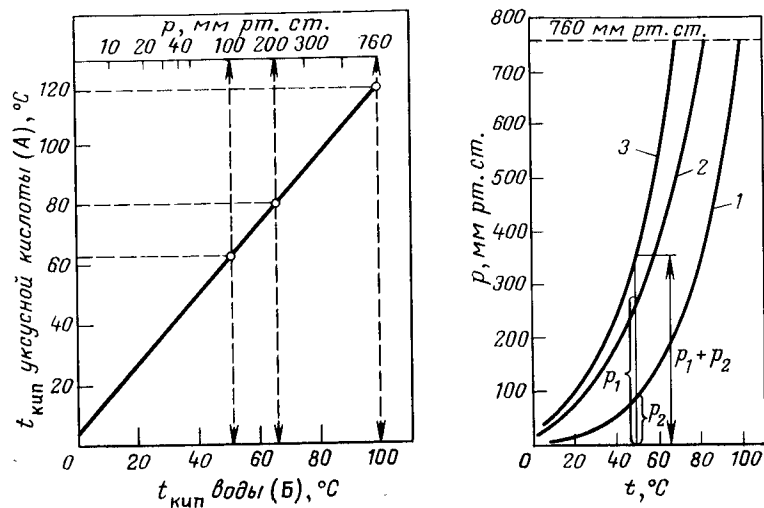 p, мм рт. ст.
10 20 40 100 200 300 760
t кип уксусной кислоты (А), °С
120
100
80
60
40
20
0 20 40 60 80 100
t кип воды (Б), °С
p, мм рт. ст.
800
700
600
500
400
300
200
100
760 мм рт. ст.
3
2
1
p₁
p₂
p₁ + p₂
0 20 40 60 80 100
t, °С